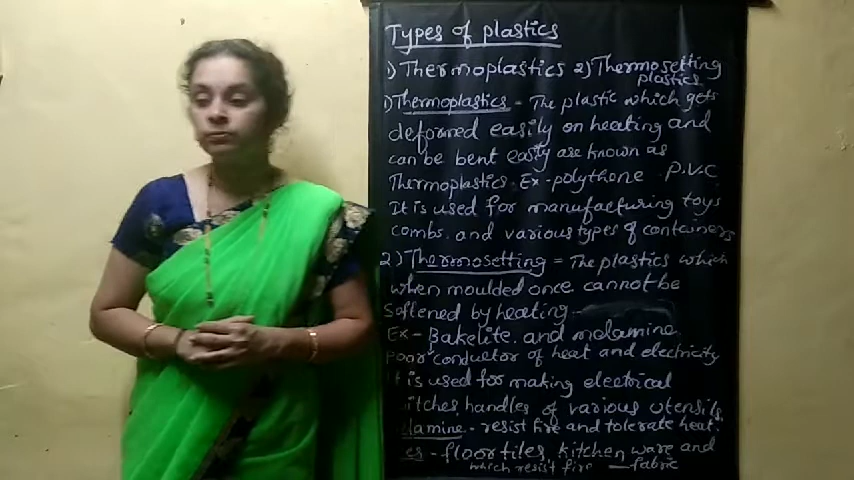 Types of plastics
1) Thermoplastics 2) Thermosetting
plastics
1) Thermoplastics - The plastic which gets
deformed easily on heating and
can be bent easily are known as
Thermoplastics. Ex - polythene . P.V.C
It is used for manufacturing toys
combs. and various types of containers
2) Thermosetting = The plastics which
when moulded once cannot be
Softened by heating
Ex - Bakelite. and melamine.
poor conductor of heat and electricity
It is used for making electrical
itches, handles of various utensils.
lamine. - resist fire and tolerate heat.
es - floor tiles, kitchen ware and
which resist fire — fabric